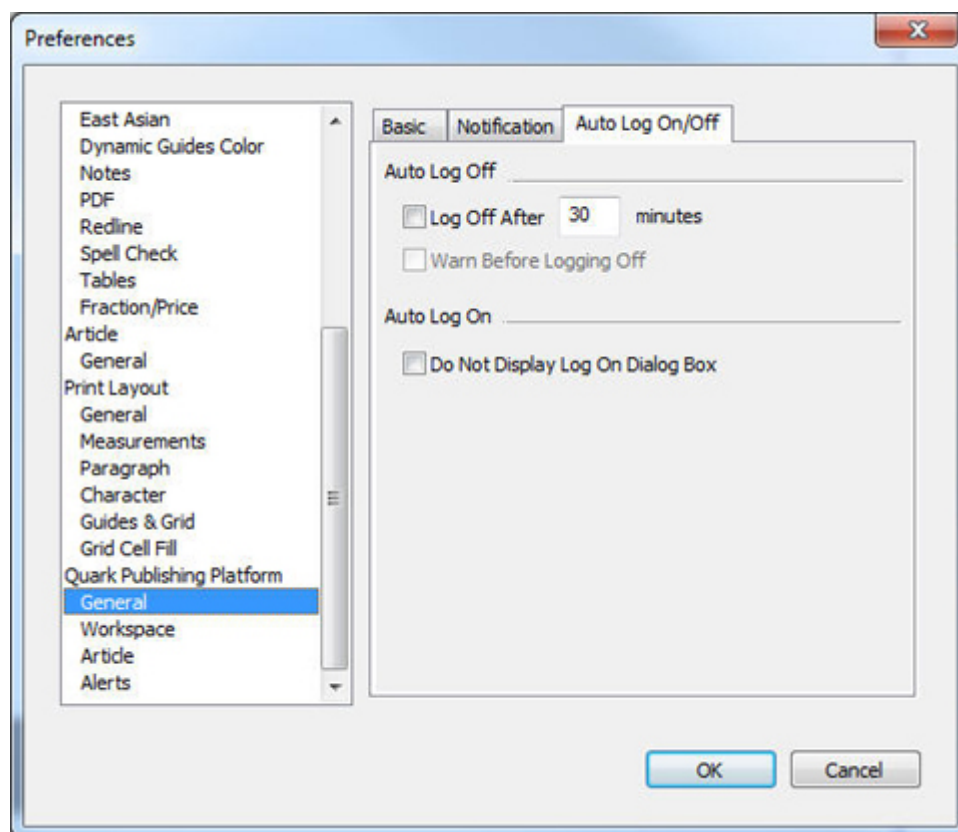 Preferences
East Asian
Dynamic Guides Color
Notes
PDF
Redline
Spell Check
Tables
Fraction/Price
Article
General
Print Layout
General
Measurements
Paragraph
Character
Guides & Grid
Grid Cell Fill
Quark Publishing Platform
General
Workspace
Article
Alerts
Basic Notification Auto Log On/Off
Auto Log Off
Log Off After 30 minutes
Warn Before Logging Off
Auto Log On
Do Not Display Log On Dialog Box
OK Cancel